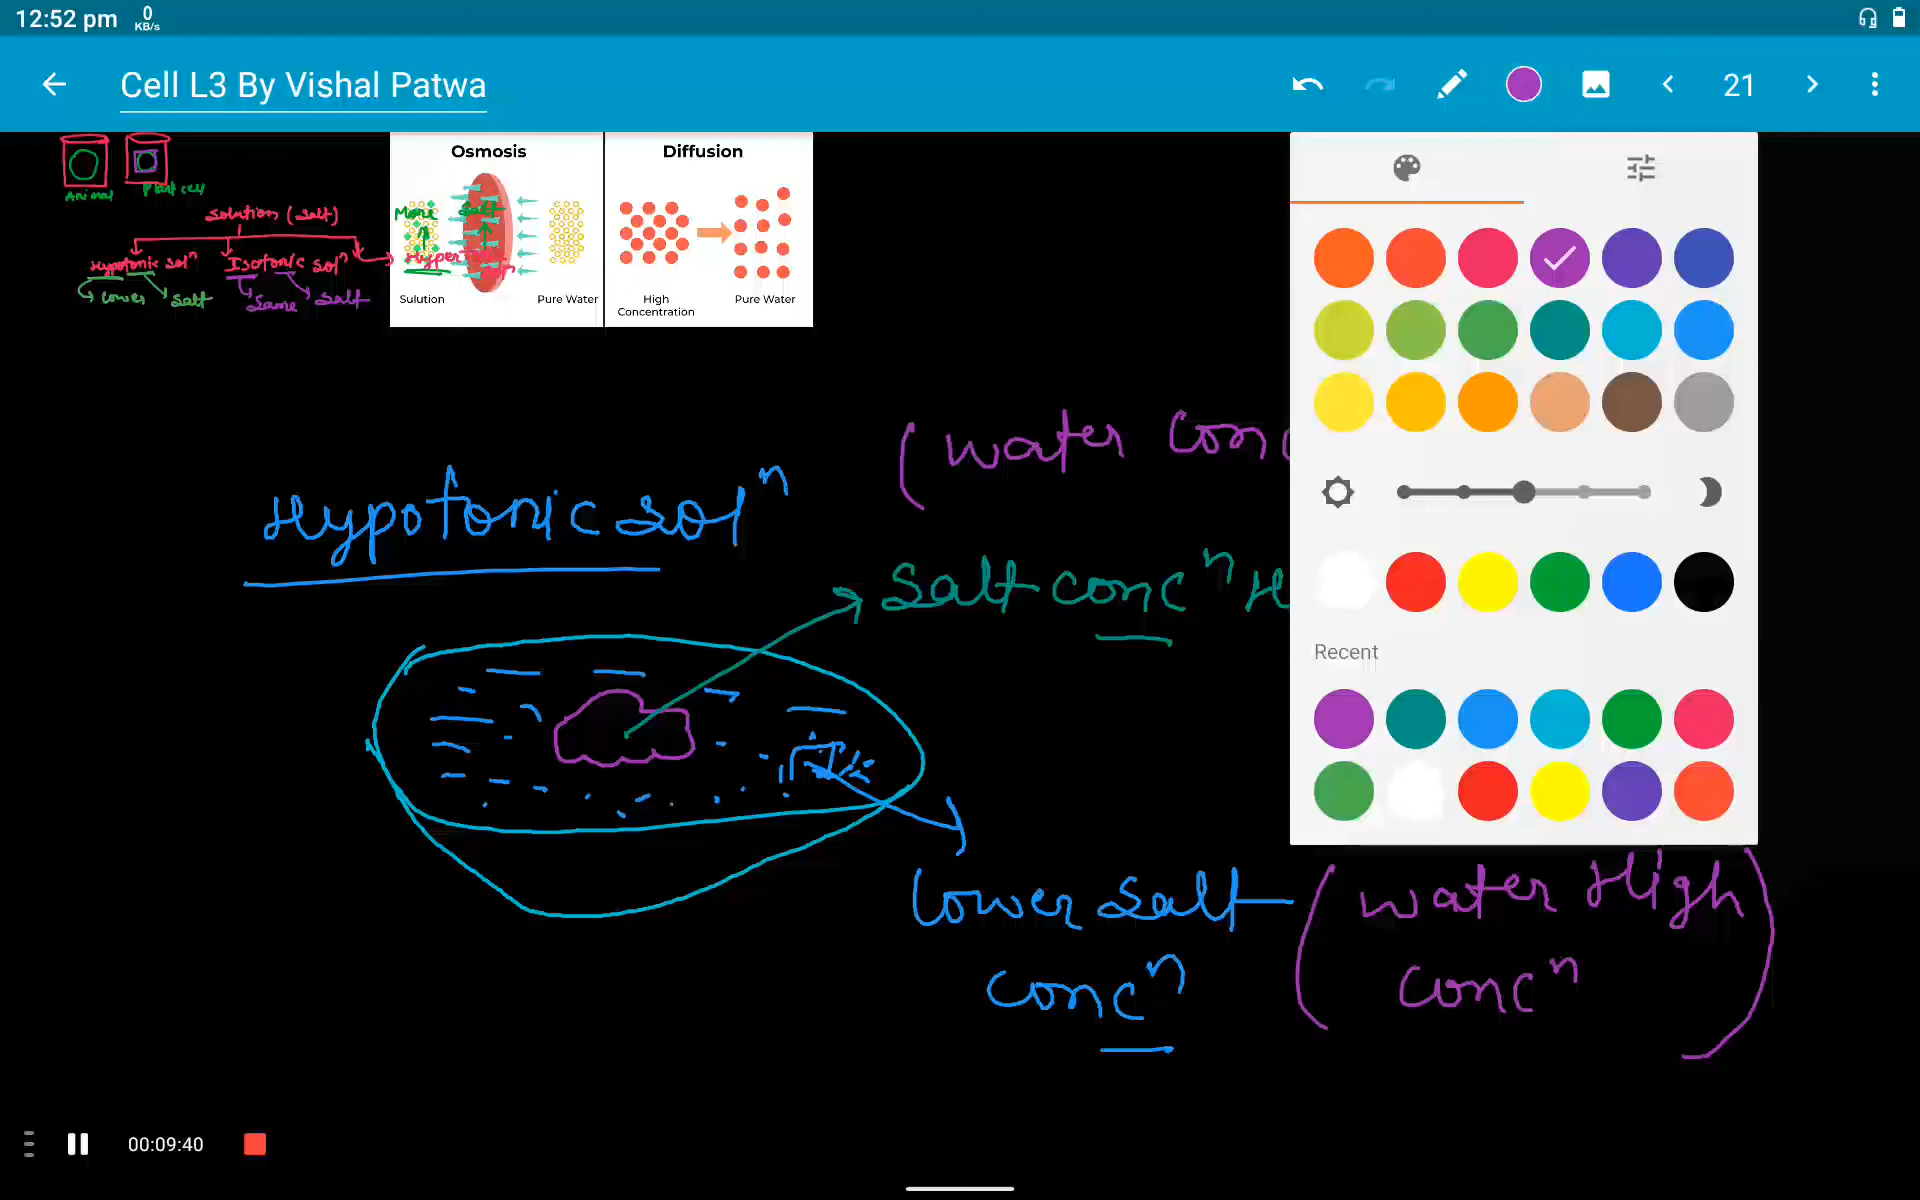 12:52 pm 0 KB/s
Cell L3 By Vishal Patwa
21
Animal Plant cell
Solution (salt)
Hypotonic solⁿ Isotonic solⁿ
Lower Salt Same Salt
Osmosis Diffusion
More Salt
Sulution Pure Water High Concentration Pure Water
(Water Conc
Hypotonic solⁿ
Salt concⁿ H
Recent
Lower Salt (Water High
concⁿ concⁿ)
00:09:40